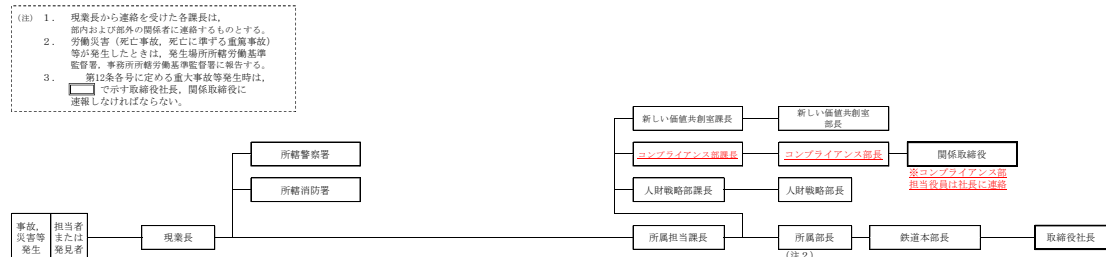 (注) 1. 現業長から連絡を受けた各課長は,
部内および部外の関係者に連絡するものとする。
2. 労働災害（死亡事故, 死亡に準ずる重篤事故）
等が発生したときは, 発生場所所轄労働基準
監督署, 事務所所轄労働基準監督署に報告する。
3. 第12条各号に定める重大事故等発生時は,
で示す取締役社長, 関係取締役に
速報しなければならない。
新しい価値共創室課長
新しい価値共創室
部長
所轄警察署
コンプライアンス部課長
コンプライアンス部長
関係取締役
※コンプライアンス部
担当役員は社長に連絡
所轄消防署
人財戦略部課長
人財戦略部長
事故,
災害等
発生
担当者
または
発見者
現業長
所属担当課長
所属部長
(注2)
鉄道本部長
取締役社長